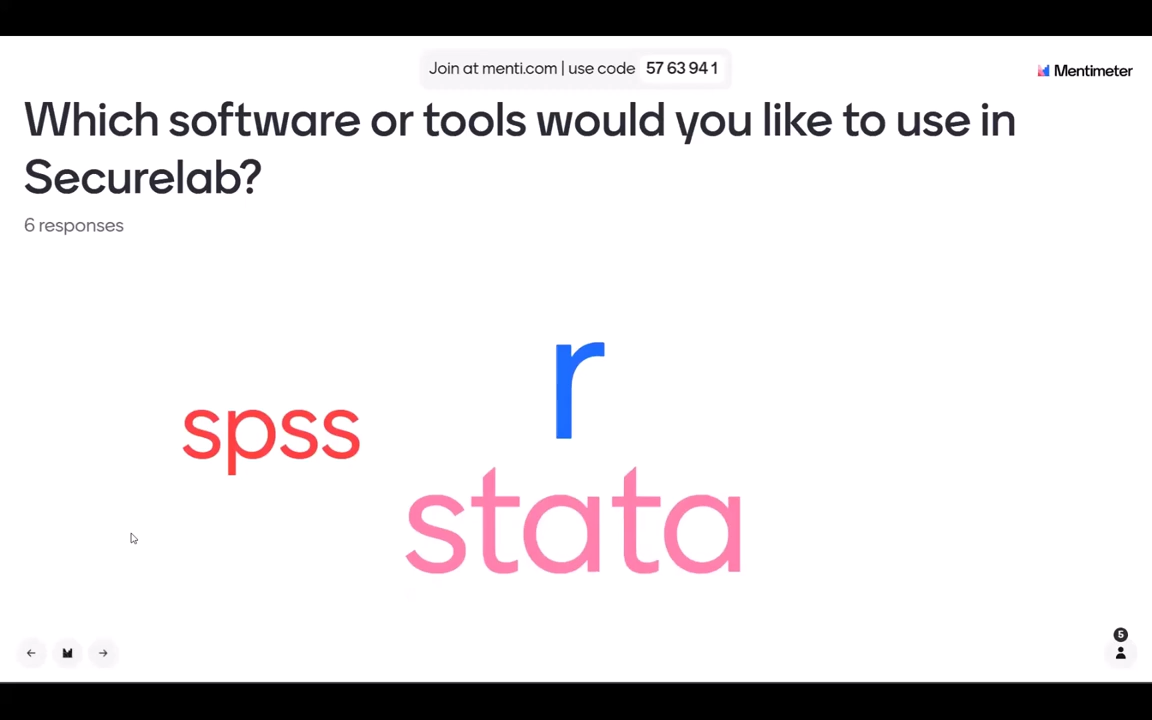 Join at menti.com | use code 57 63 94 1
Mentimeter
Which software or tools would you like to use in
Securelab?
6 responses
r
spss
stata
5